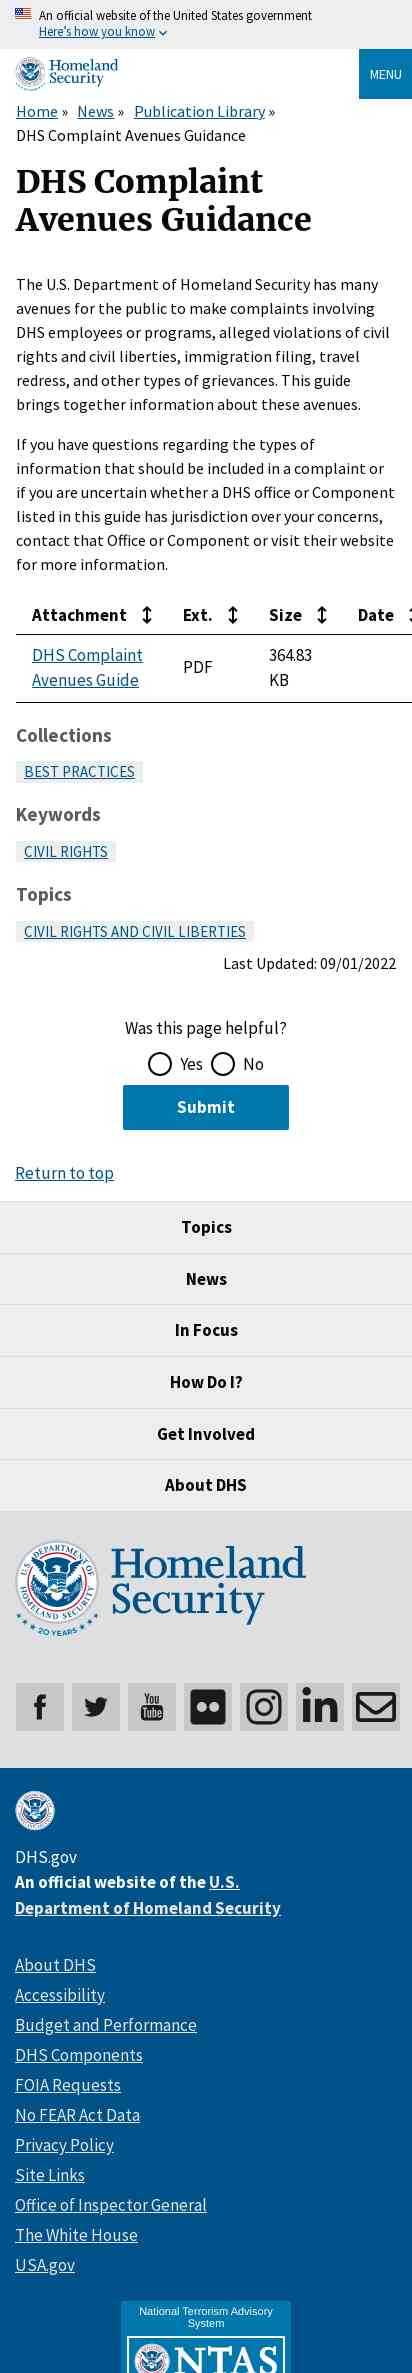 An official website of the United States government
Here's how you know
Homeland
Security
MENU
Home » News » Publication Library »
DHS Complaint Avenues Guidance
DHS Complaint
Avenues Guidance
The U.S. Department of Homeland Security has many
avenues for the public to make complaints involving
DHS employees or programs, alleged violations of civil
rights and civil liberties, immigration filing, travel
redress, and other types of grievances. This guide
brings together information about these avenues.
If you have questions regarding the types of
information that should be included in a complaint or
if you are uncertain whether a DHS office or Component
listed in this guide has jurisdiction over your concerns,
contact that Office or Component or visit their website
for more information.
Attachment Ext. Size Date
DHS Complaint
Avenues Guide PDF 364.83
KB
Collections
BEST PRACTICES
Keywords
CIVIL RIGHTS
Topics
CIVIL RIGHTS AND CIVIL LIBERTIES
Last Updated: 09/01/2022
Was this page helpful?
Yes No
Submit
Return to top
Topics
News
In Focus
How Do I?
Get Involved
About DHS
U.S. DEPARTMENT OF
HOMELAND SECURITY
20 YEARS
Homeland
Security
You
Tube
in
DHS.gov
An official website of the U.S.
Department of Homeland Security
About DHS
Accessibility
Budget and Performance
DHS Components
FOIA Requests
No FEAR Act Data
Privacy Policy
Site Links
Office of Inspector General
The White House
USA.gov
National Terrorism Advisory
System
NTAS